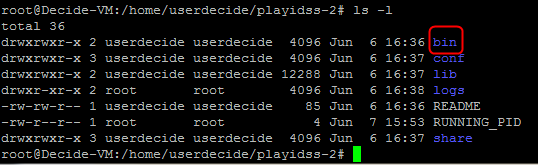 root@Decide-VM:/home/userdecide/playidss-2# ls -l
total 36
drwxrwxr-x 2 userdecide userdecide 4096 Jun 6 16:36 bin
drwxrwxr-x 3 userdecide userdecide 4096 Jun 6 16:37 conf
drwxrwxr-x 2 userdecide userdecide 12288 Jun 6 16:37 lib
drwxr-xr-x 2 root root 4096 Jun 6 16:38 logs
-rw-rw-r-- 1 userdecide userdecide 85 Jun 6 16:36 README
-rw-r--r-- 1 root root 4 Jun 7 15:53 RUNNING_PID
drwxrwxr-x 3 userdecide userdecide 4096 Jun 6 16:37 share
root@Decide-VM:/home/userdecide/playidss-2#